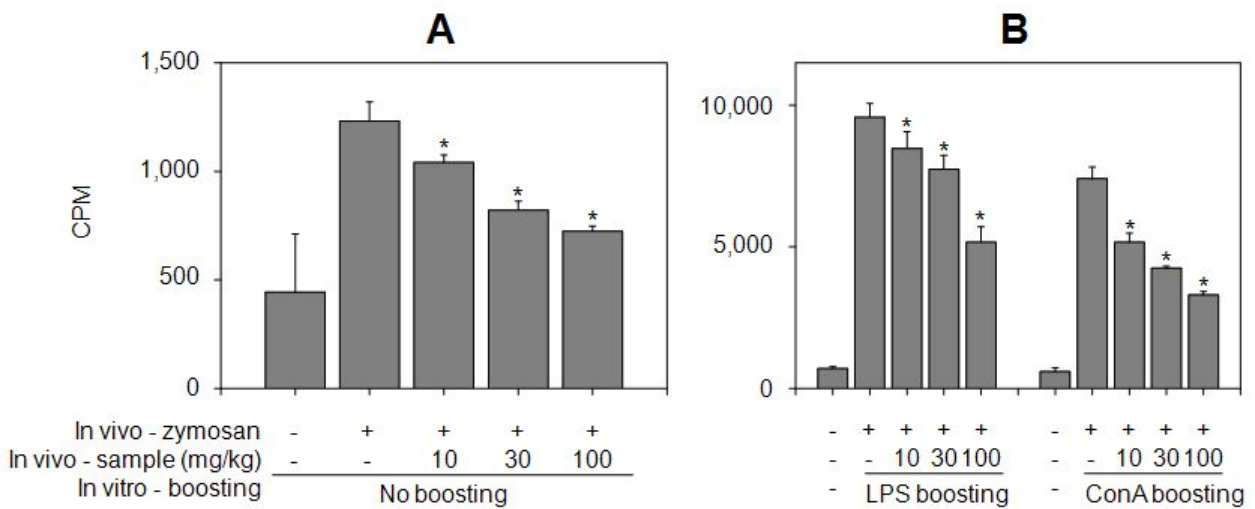 A
B
1,500
1,000
500
0
CPM
10,000
5,000
0
* * *
* * * * * *
In vivo - zymosan - + + + + - + + + + - + + + +
In vivo - sample (mg/kg) - - 10 30 100 - - 10 30 100 - - 10 30 100
In vitro - boosting No boosting - LPS boosting - ConA boosting